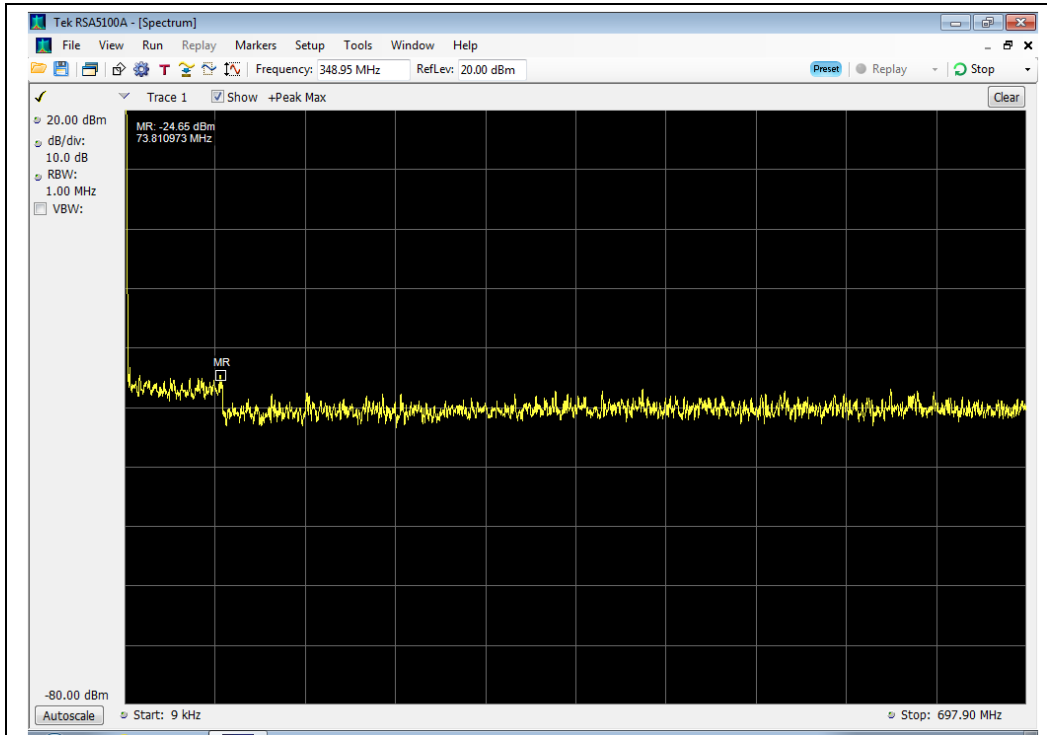 Tek RSA5100A - [Spectrum]
File View Run Replay Markers Setup Tools Window Help
Frequency: 348.95 MHz RefLev: 20.00 dBm Preset Replay Stop
Trace 1 Show +Peak Max Clear
20.00 dBm
dB/div:
10.0 dB
RBW:
1.00 MHz
VBW:
MR: -24.65 dBm
73.810973 MHz
MR
-80.00 dBm
Autoscale Start: 9 kHz Stop: 697.90 MHz